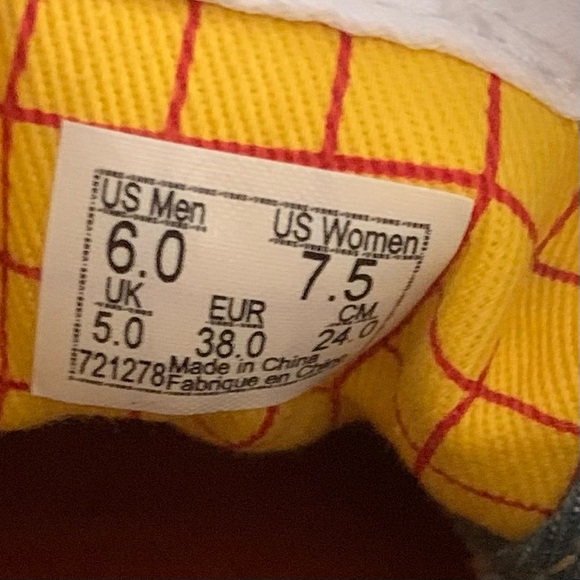 US Men US Women
6.0 7.5
UK EUR CM
5.0 38.0 24.0
721278 Made in China
Fabrique en Chine